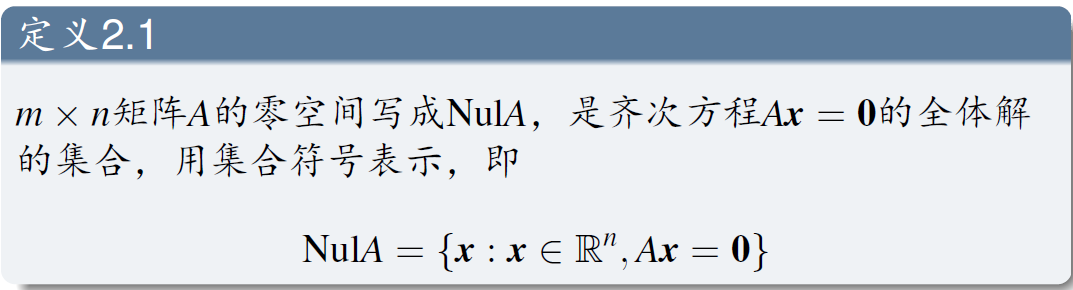 定义2.1
m × n矩阵A的零空间写成NulA，是齐次方程Ax = 0的全体解
的集合，用集合符号表示，即
NulA = {x : x ∈ ℝⁿ, Ax = 0}